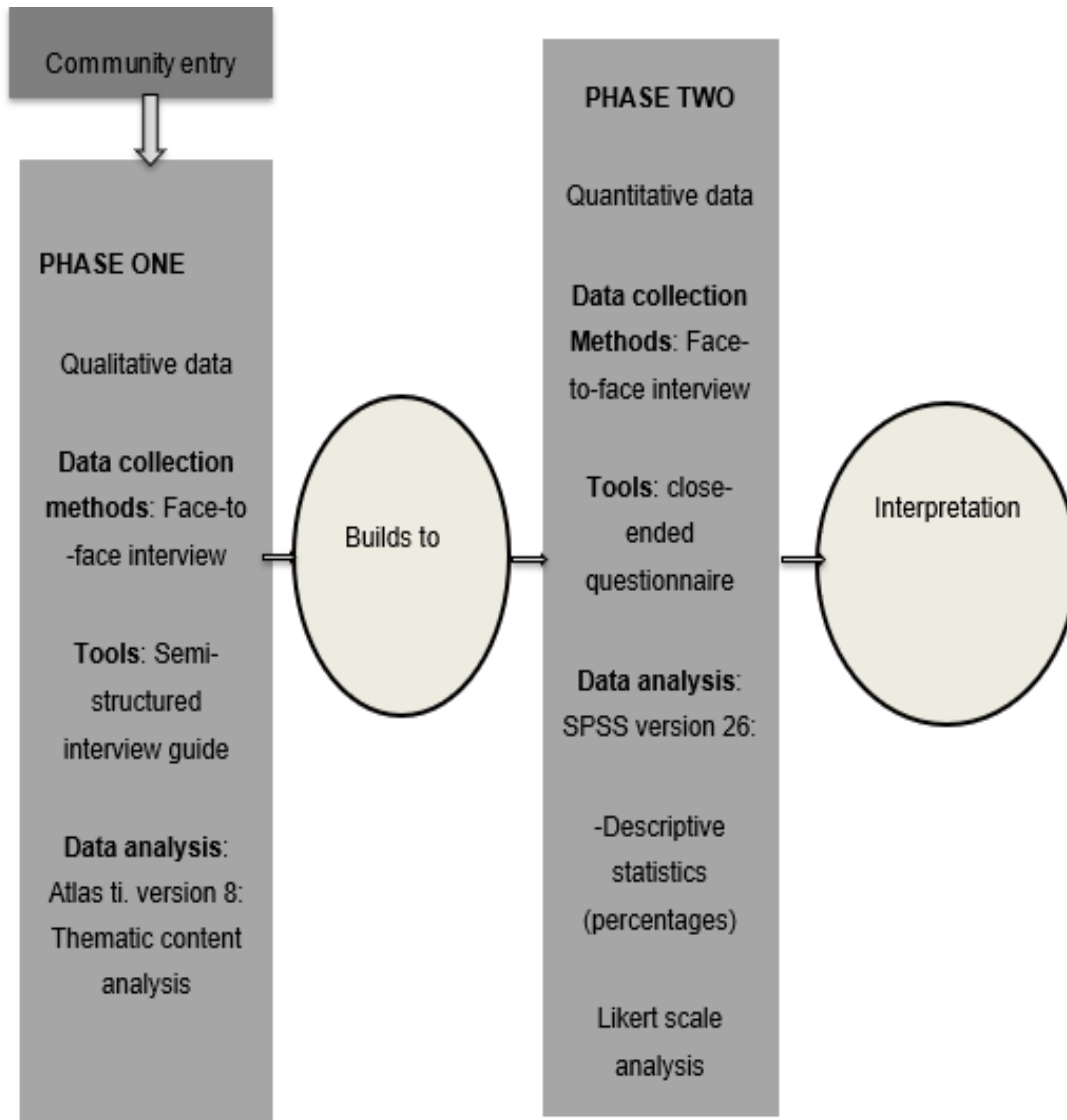 Community entry
PHASE ONE
Qualitative data
Data collection
methods: Face-to
-face interview
Tools: Semi-
structured
interview guide
Data analysis:
Atlas ti. version 8:
Thematic content
analysis
Builds to
PHASE TWO
Quantitative data
Data collection
Methods: Face-
to-face interview
Tools: close-
ended
questionnaire
Data analysis:
SPSS version 26:
-Descriptive
statistics
(percentages)
Likert scale
analysis
Interpretation